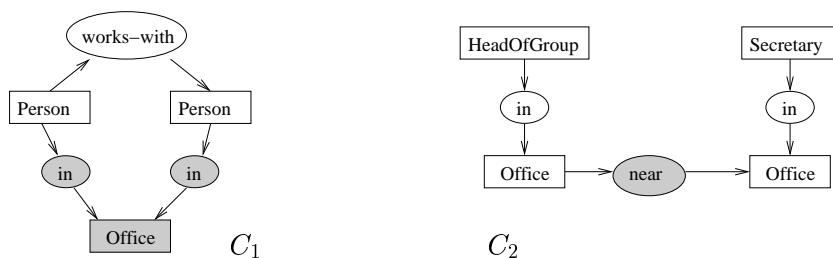 works–with
Person
Person
in
in
Office
C1
HeadOfGroup
Secretary
in
in
Office
near
Office
C2